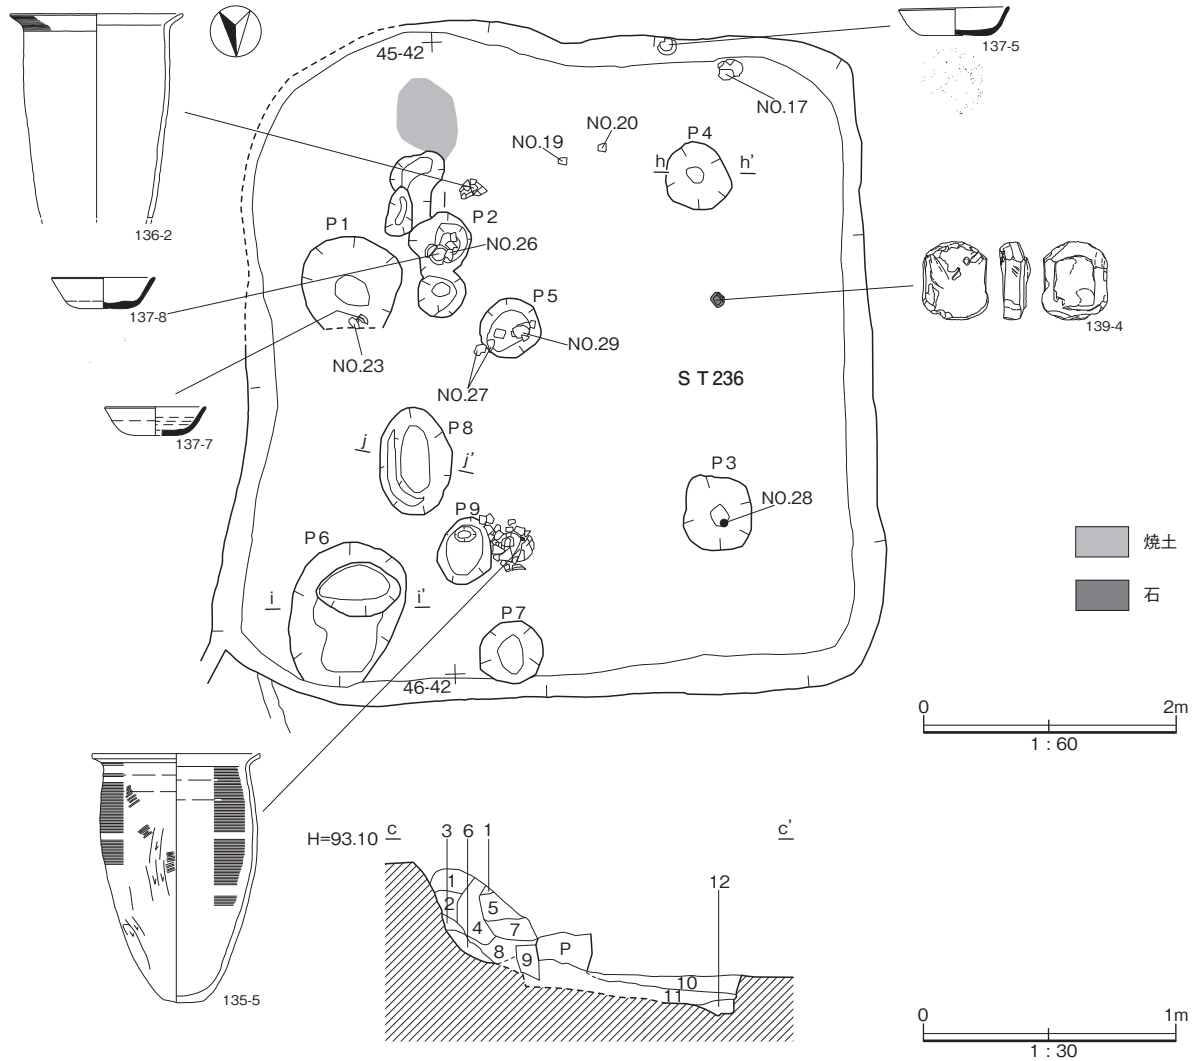 45-42
137-5
NO.17
NO.20
NO.19
P4
h h'
136-2
P1
P2
NO.26
137-8
P5
NO.29
139-4
NO.23
NO.27
ST236
137-7
P8
j
j'
P3
NO.28
P9
P6
焼土
石
i i'
P7
46-42
0 2m
1 : 60
135-5
H=93.10
c 3 6 1 c'
12
1
2
5
4
7
8
9
P
10
11
0 1m
1 : 30